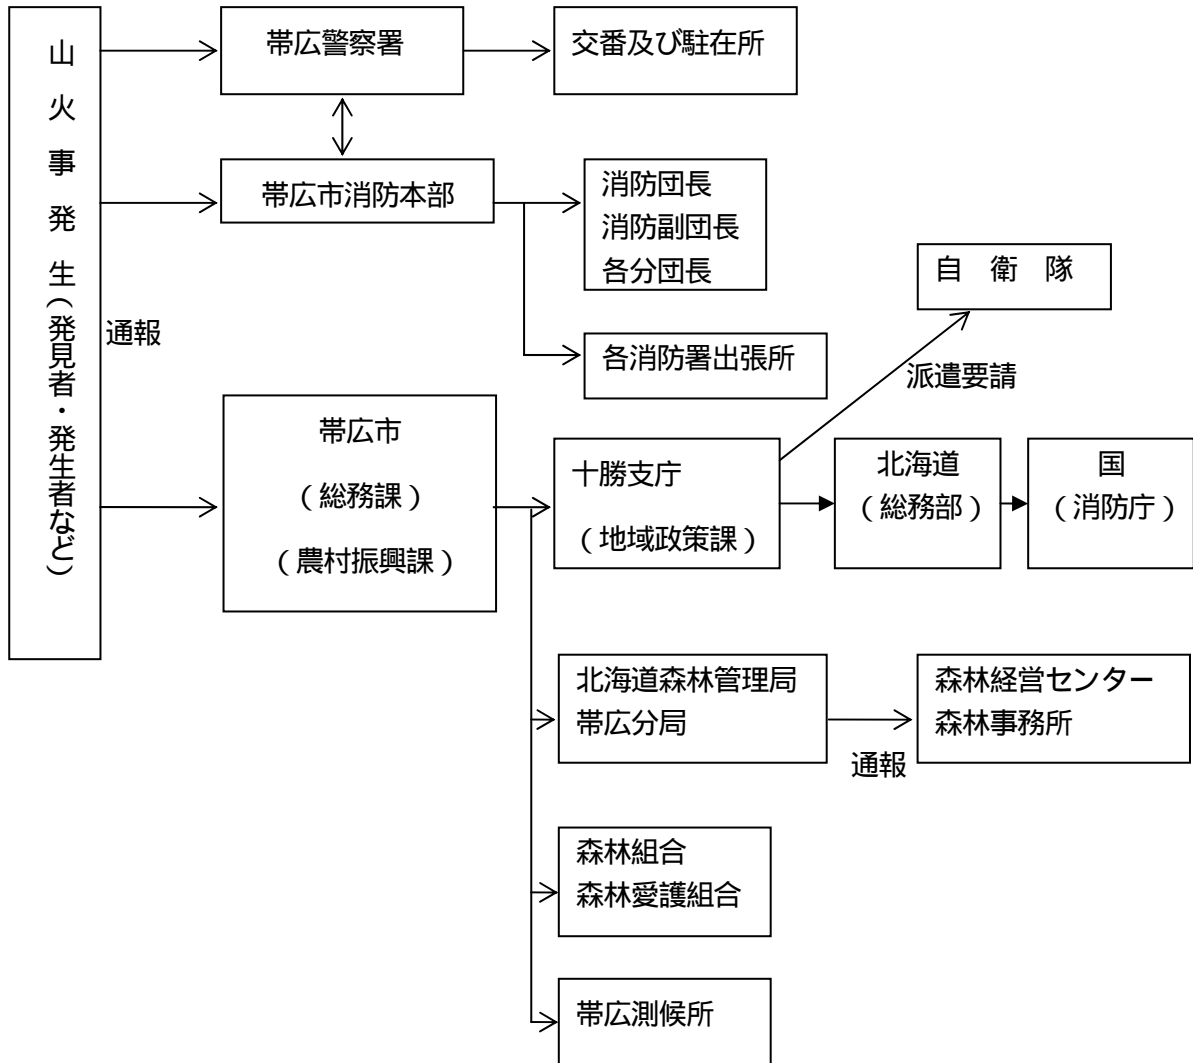 山火事発生(発見者・発生者など)
通報
帯広警察署
交番及び駐在所
帯広市消防本部
消防団長
消防副団長
各分団長
各消防署出張所
自 衛 隊
派遣要請
帯広市
(総務課)
(農村振興課)
十勝支庁
(地域政策課)
北海道
(総務部)
国
(消防庁)
北海道森林管理局
帯広分局
通報
森林経営センター
森林事務所
森林組合
森林愛護組合
帯広測候所